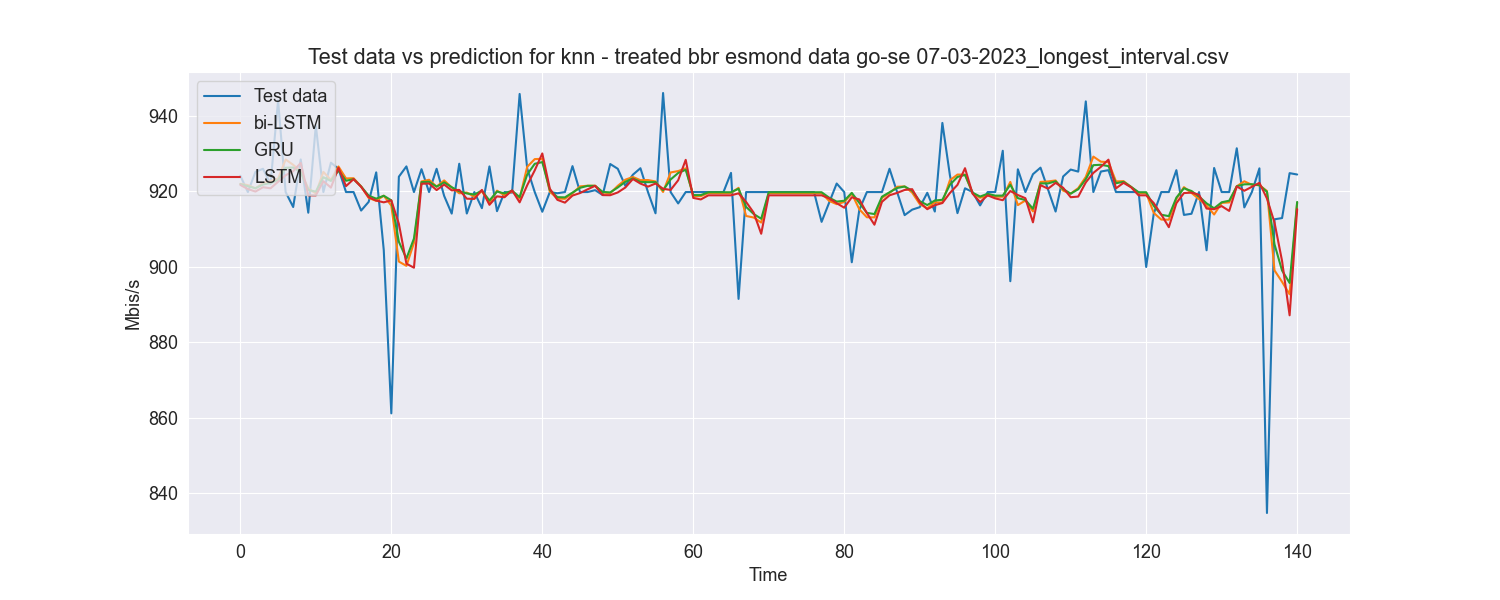 Test data vs prediction for knn - treated bbr esmond data go-se 07-03-2023_longest_interval.csv
Test data
bi-LSTM
GRU
LSTM
940
920
900
880
860
840
Mbis/s
0 20 40 60 80 100 120 140
Time